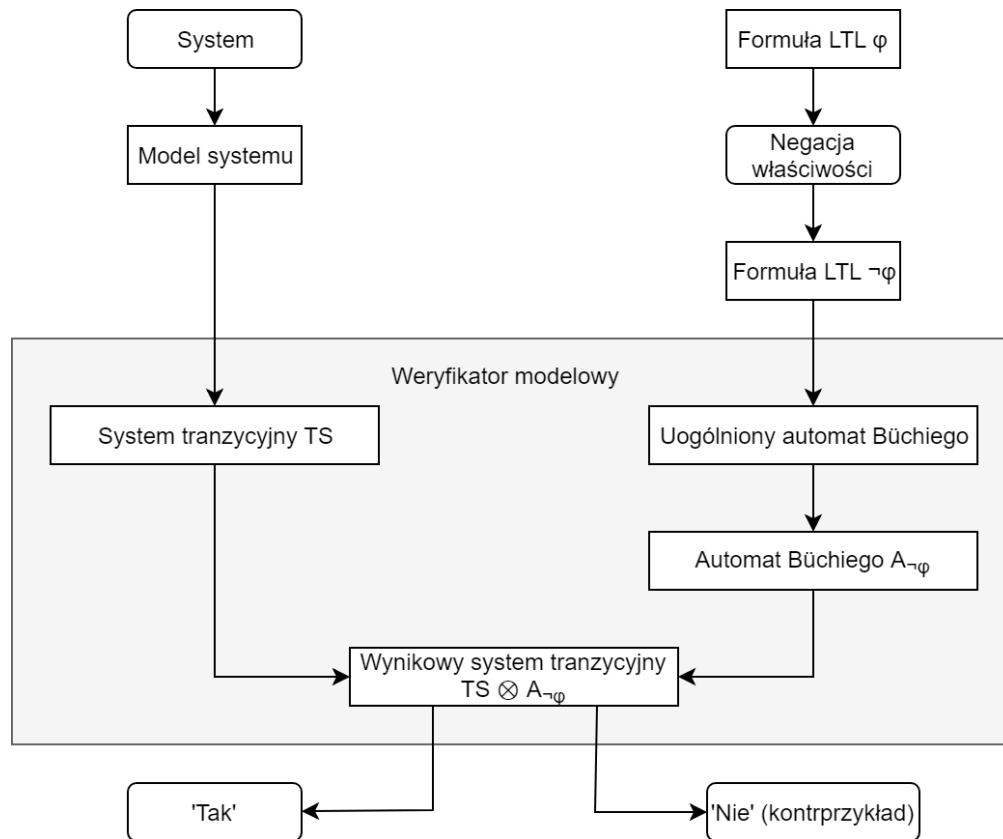 System
Formuła LTL φ
Model systemu
Negacja
właściwości
Formuła LTL ¬φ
Weryfikator modelowy
System tranzycyjny TS
Uogólniony automat Büchiego
Automat Büchiego A¬φ
Wynikowy system tranzycyjny
TS ⊗ A¬φ
'Tak'
'Nie' (kontrprzykład)